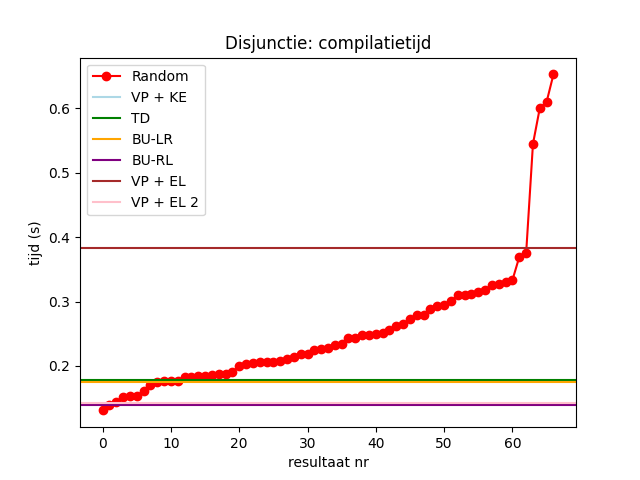 Disjunctie: compilatietijd
Random
VP + KE
TD
BU-LR
BU-RL
VP + EL
VP + EL 2
tijd (s)
0.6
0.5
0.4
0.3
0.2
0 10 20 30 40 50 60
resultaat nr